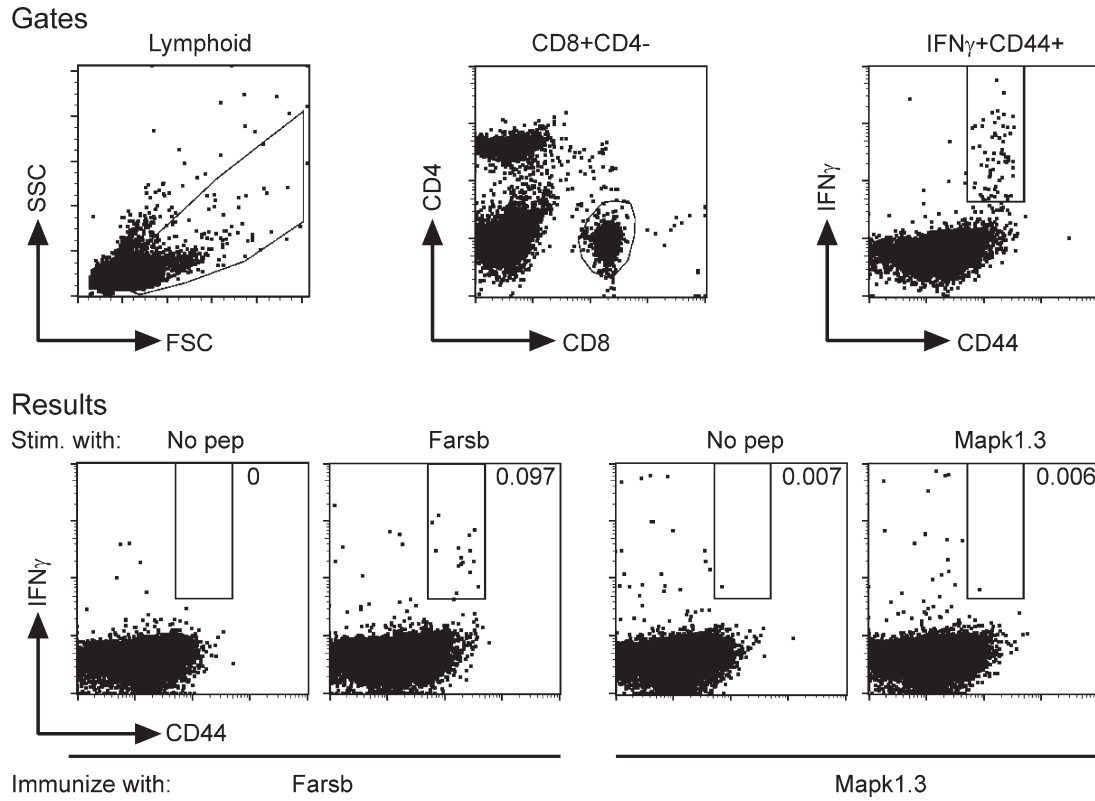 Gates
Lymphoid CD8+CD4- IFNγ+CD44+
SSC CD4 IFNγ
FSC CD8 CD44
Results
Stim. with: No pep Farsb No pep Mapk1.3
0 0.097 0.007 0.006
IFNγ
CD44
Immunize with: Farsb Mapk1.3